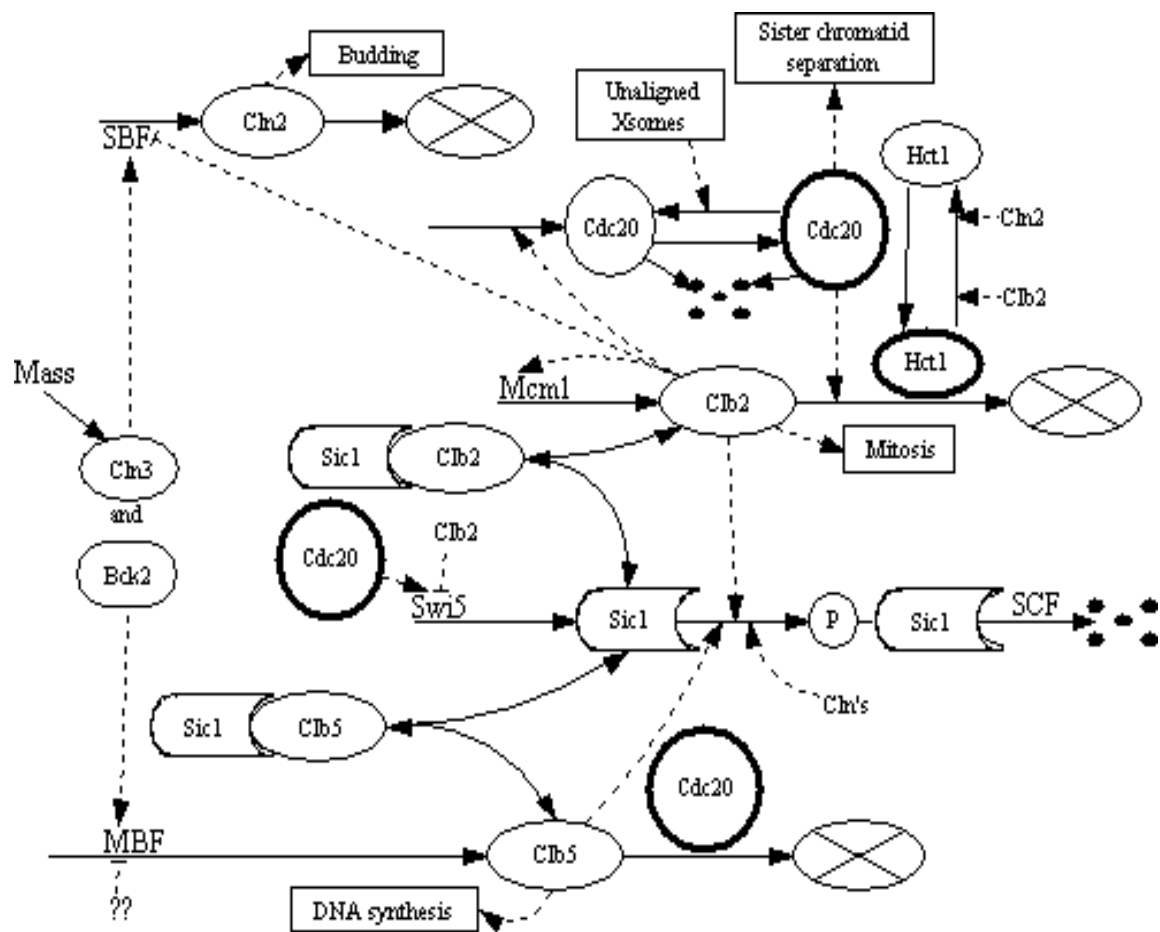 Sister chromatid
separation
Budding
Unaligned
Xsomes
Cln2
SBF
Hct1
Cdc20
Cdc20
Cln2
Clb2
Hct1
Mass
Mcm1
Clb2
Sic1
Clb2
Mitosis
Cln3
and
Bck2
Cdc20
Clb2
Swi5
Sic1
P
Sic1
SCF
Cln's
Sic1
Clb5
Cdc20
MBF
Clb5
??
DNA synthesis